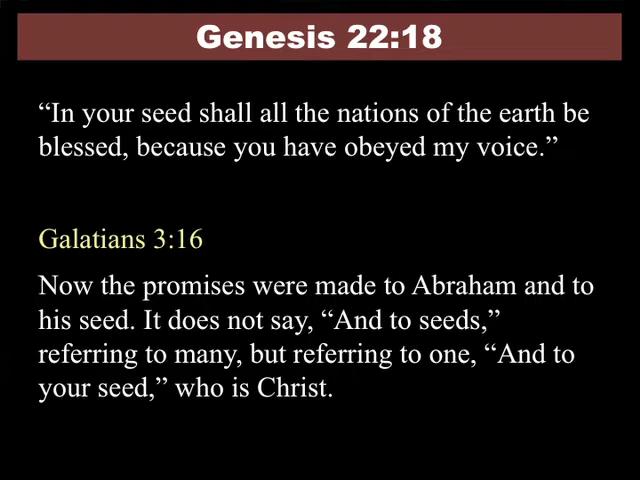 Genesis 22:18
“In your seed shall all the nations of the earth be
blessed, because you have obeyed my voice.”
Galatians 3:16
Now the promises were made to Abraham and to
his seed. It does not say, “And to seeds,”
referring to many, but referring to one, “And to
your seed,” who is Christ.